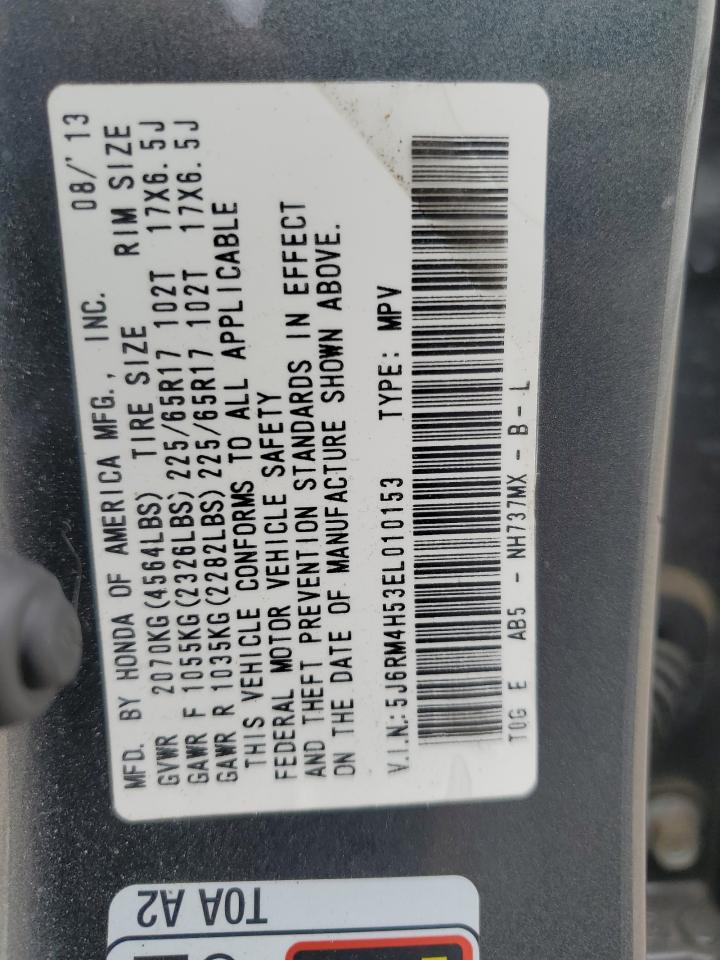 MFD. BY HONDA OF AMERICA MFG., INC. 08/'13
GVWR 2070KG(4564LBS) TIRE SIZE RIM SIZE
GAWR F 1055KG(2326LBS) 225/65R17 102T 17X6.5J
GAWR R 1035KG(2282LBS) 225/65R17 102T 17X6.5J
THIS VEHICLE CONFORMS TO ALL APPLICABLE
FEDERAL MOTOR VEHICLE SAFETY
AND THEFT PREVENTION STANDARDS IN EFFECT
ON THE DATE OF MANUFACTURE SHOWN ABOVE.
V.I.N.: 5J6RM4H53EL010153 TYPE: MPV
T0G E AB5 - NH737MX - B - L
T0A A2